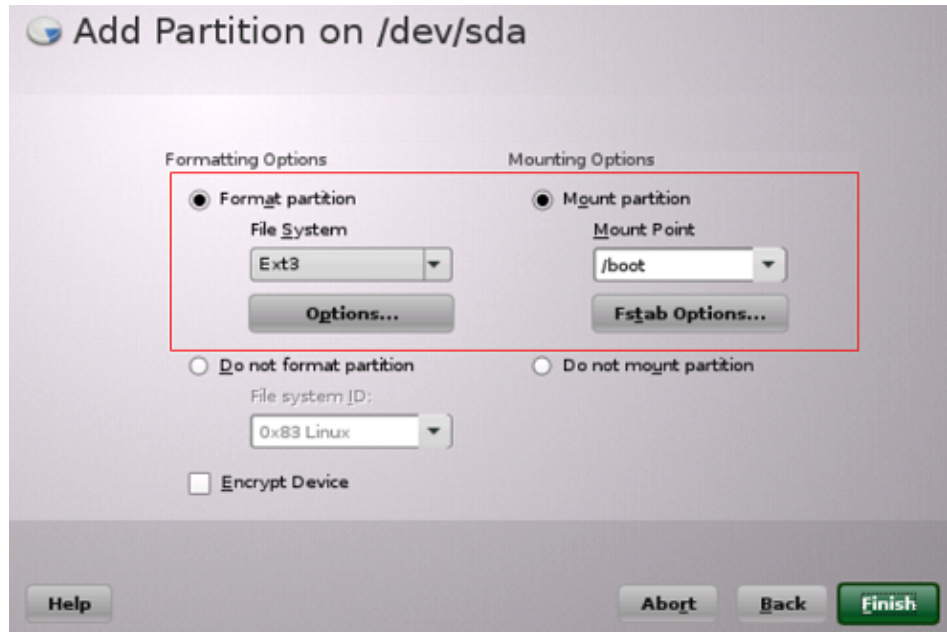 Add Partition on /dev/sda
Formatting Options
Mounting Options
Format partition
Mount partition
File System
Mount Point
Ext3
/boot
Options...
Fstab Options...
Do not format partition
Do not mount partition
File system ID:
0x83 Linux
Encrypt Device
Help
Abort
Back
Finish